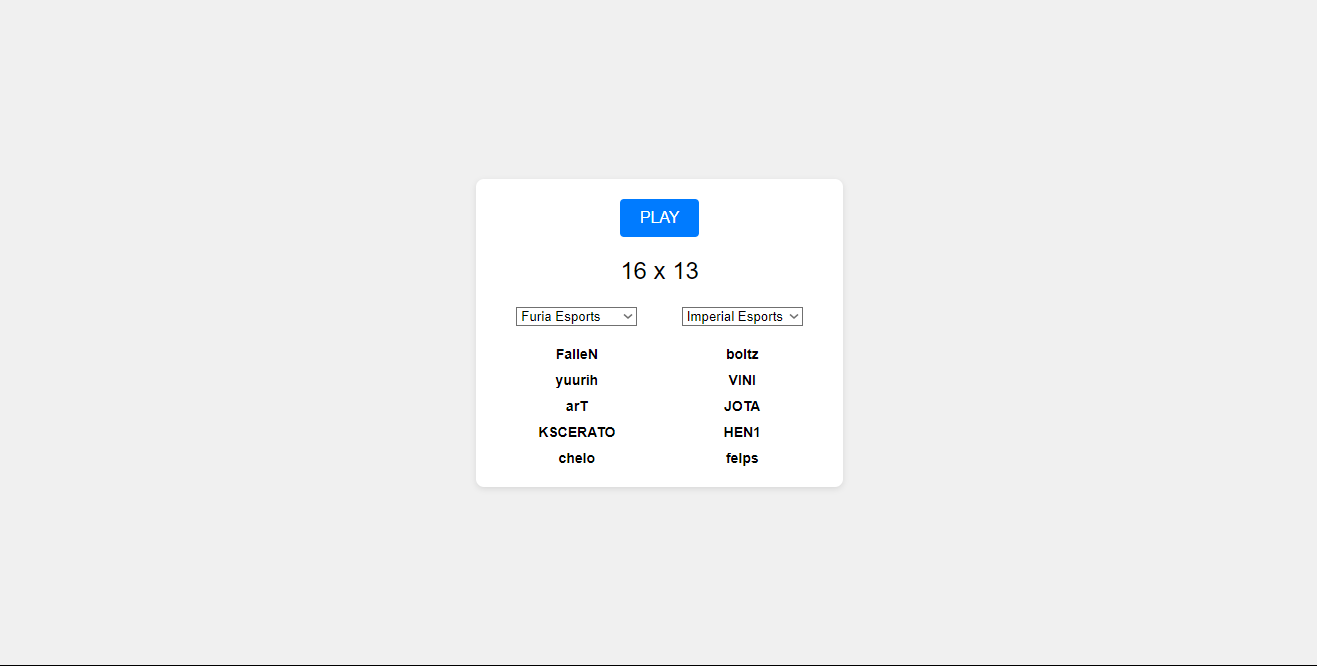 PLAY
16 x 13
Furia Esports Imperial Esports
FalleN boltz
yuurih VINI
arT JOTA
KSCERATO HEN1
chelo felps